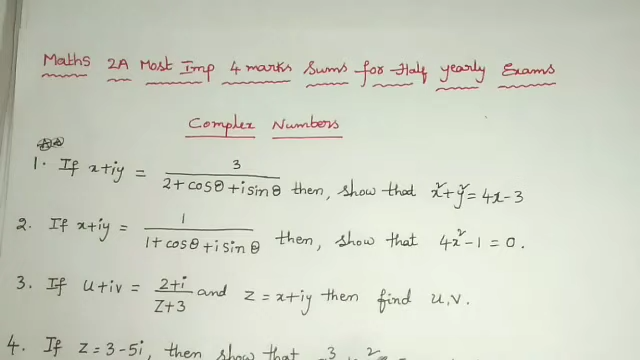 Maths 2A Most Imp 4 marks Sums for Half yearly Exams
Complex Numbers
1. If x+iy = 3/(2+cosθ+isinθ) then, show that x²+y²=4x-3
2. If x+iy = 1/(1+cosθ+isinθ) then, show that 4x²-1=0.
3. If u+iv = (2+i)/(Z+3) and z=x+iy then find u,v.
4. If Z=3-5i, then show that